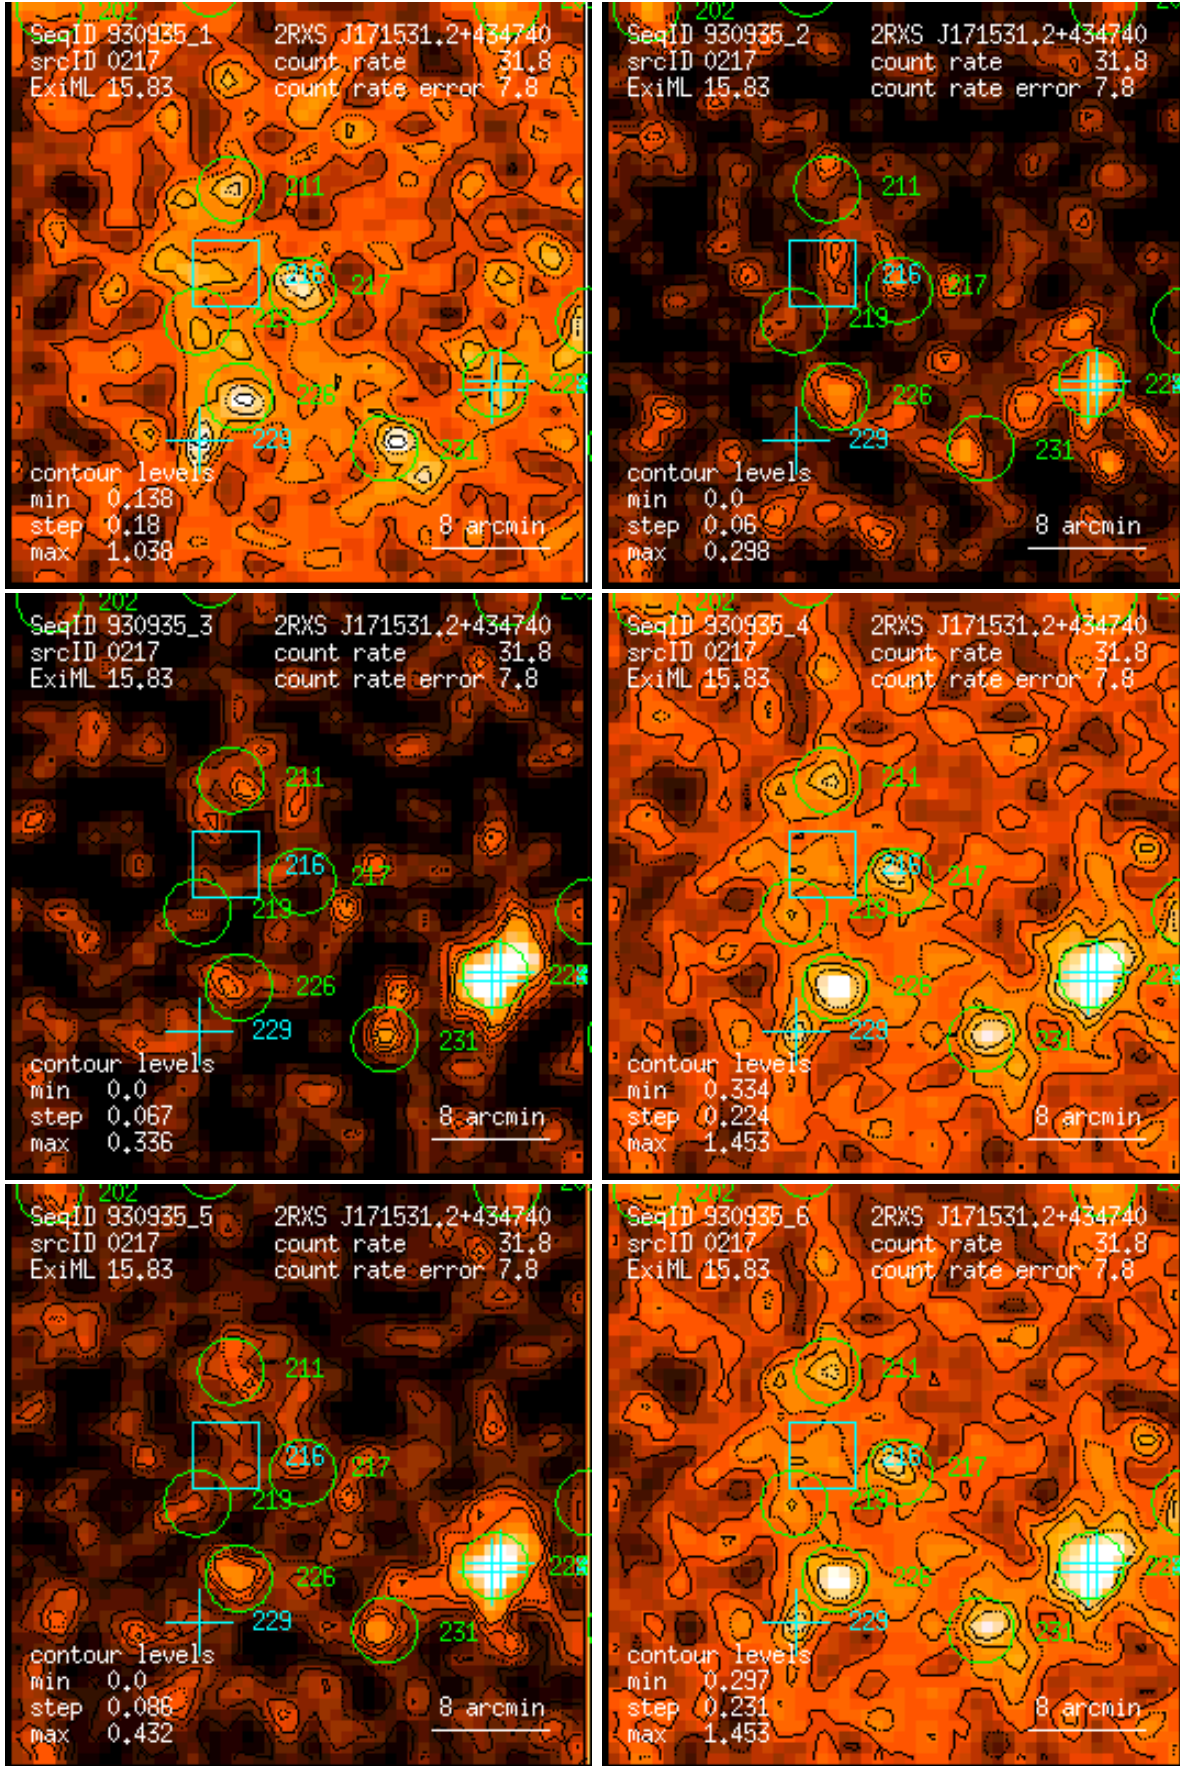 202
SeqID 930935_1 2RXS J171531.2+434740
srcID 0217 count rate 31.8
ExiML 15.83 count rate error 7.8
211
216 217
219
226
229 231
contour levels
min 0.138
step 0.18 8 arcmin
max 1.038
202
SeqID 930935_2 2RXS J171531.2+434740
srcID 0217 count rate 31.8
ExiML 15.83 count rate error 7.8
211
216 217
219
226
229 231
contour levels
min 0.0
step 0.06 8 arcmin
max 0.298
202
SeqID 930935_3 2RXS J171531.2+434740
srcID 0217 count rate 31.8
ExiML 15.83 count rate error 7.8
211
216 217
219
226
229 231
contour levels
min 0.0
step 0.067 8 arcmin
max 0.336
202
SeqID 930935_4 2RXS J171531.2+434740
srcID 0217 count rate 31.8
ExiML 15.83 count rate error 7.8
211
216 217
219
226
229 231
contour levels
min 0.334
step 0.224 8 arcmin
max 1.453
202
SeqID 930935_5 2RXS J171531.2+434740
srcID 0217 count rate 31.8
ExiML 15.83 count rate error 7.8
211
216 217
219
226
229 231
contour levels
min 0.0
step 0.086 8 arcmin
max 0.432
202
SeqID 930935_6 2RXS J171531.2+434740
srcID 0217 count rate 31.8
ExiML 15.83 count rate error 7.8
211
216 217
219
226
229 231
contour levels
min 0.297
step 0.231 8 arcmin
max 1.453